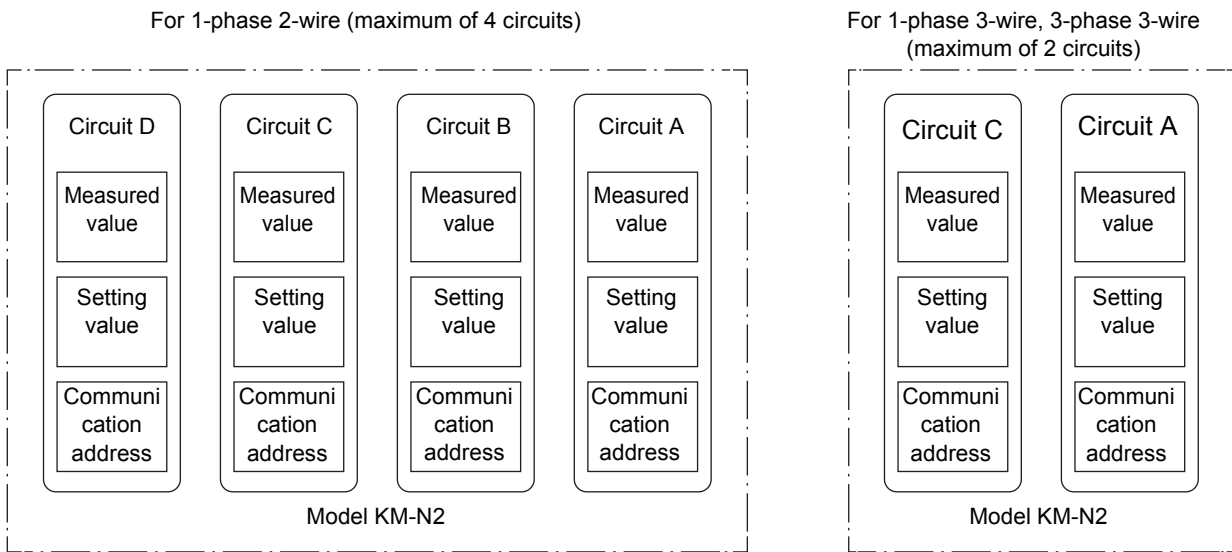 For 1-phase 2-wire (maximum of 4 circuits)
Circuit D
Measured
value
Setting
value
Communi
cation
address
Circuit C
Measured
value
Setting
value
Communi
cation
address
Circuit B
Measured
value
Setting
value
Communi
cation
address
Circuit A
Measured
value
Setting
value
Communi
cation
address
Model KM-N2
For 1-phase 3-wire, 3-phase 3-wire
(maximum of 2 circuits)
Circuit C
Measured
value
Setting
value
Communi
cation
address
Circuit A
Measured
value
Setting
value
Communi
cation
address
Model KM-N2